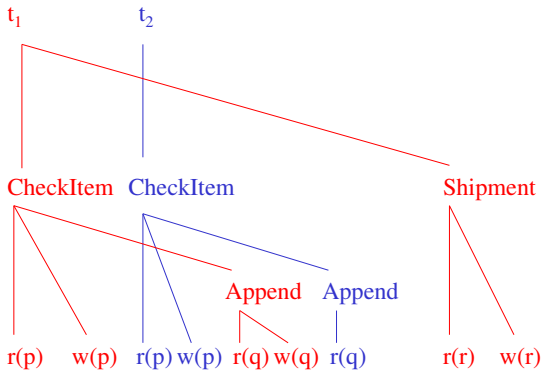 t₁ t₂
CheckItem CheckItem Shipment
Append Append
r(p) w(p) r(p) w(p) r(q) w(q) r(q) r(r) w(r)